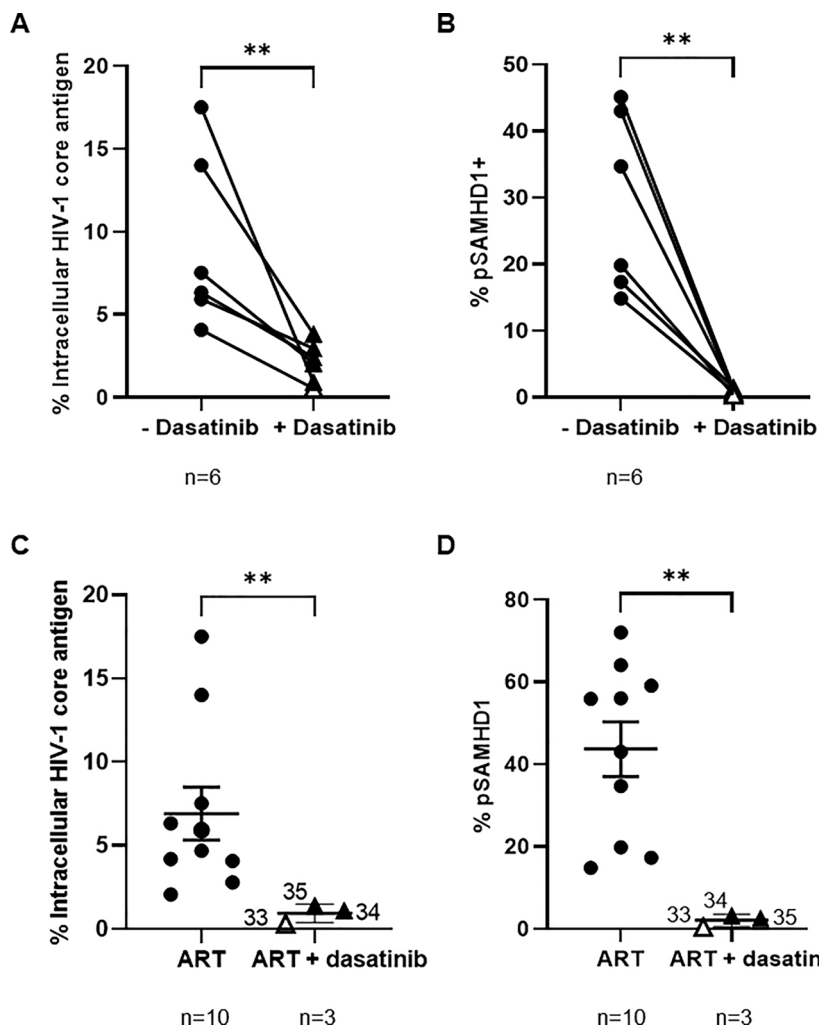 A
**
% Intracellular HIV-1 core antigen
20
15
10
5
0
- Dasatinib + Dasatinib
n=6
B
**
% pSAMHD1+
50
40
30
20
10
0
- Dasatinib + Dasatinib
n=6
C
**
% Intracellular HIV-1 core antigen
20
15
10
5
0
33
35
34
ART ART + dasatinib
n=10 n=3
D
**
% pSAMHD1
80
60
40
20
0
33
34
35
ART ART + dasatin
n=10 n=3